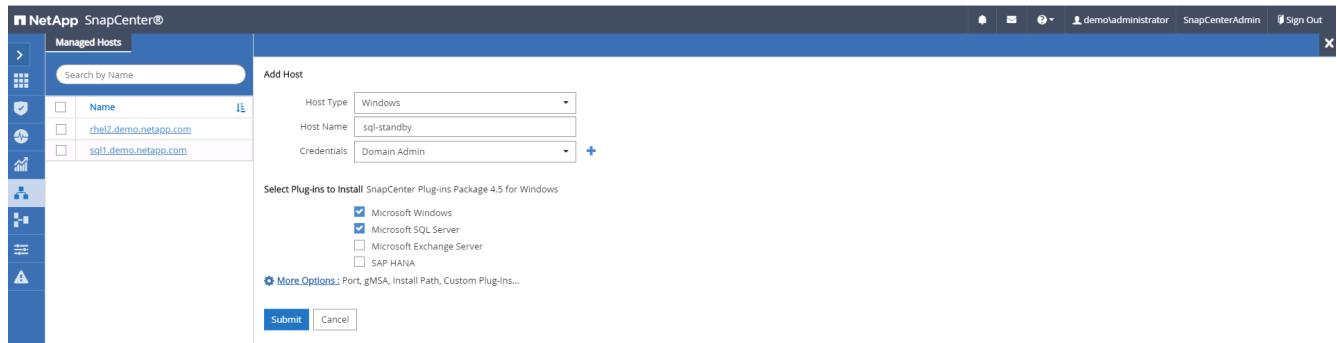 NetApp SnapCenter®
demo\administrator SnapCenterAdmin Sign Out
Managed Hosts
Search by Name
Name
rhel2.demo.netapp.com
sql1.demo.netapp.com
Add Host
Host Type Windows
Host Name sql-standby
Credentials Domain Admin
Select Plug-ins to Install SnapCenter Plug-ins Package 4.5 for Windows
Microsoft Windows
Microsoft SQL Server
Microsoft Exchange Server
SAP HANA
More Options : Port, gMSA, Install Path, Custom Plug-Ins...
Submit Cancel